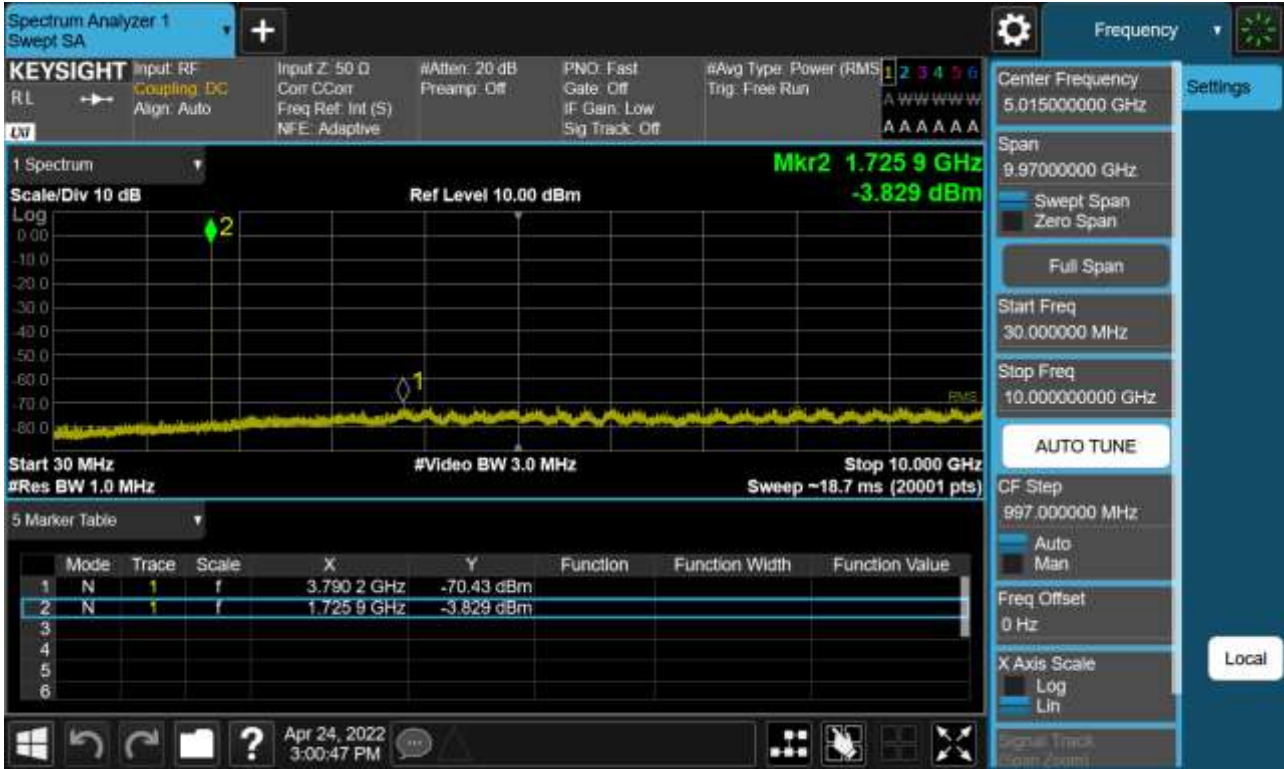 Spectrum Analyzer 1
Swept SA
+
Frequency
KEYSIGHT
RL
LXI
Input: RF
Coupling: DC
Align: Auto
Input Z: 50 Ω
Corr CCorr
Freq Ref: Int (S)
NFE: Adaptive
#Atten: 20 dB
Preamp: Off
PNO: Fast
Gate: Off
IF Gain: Low
Sig Track: Off
#Avg Type: Power (RMS
Trig: Free Run
1 2 3 4 5 6
A W W W W W
A A A A A A
1 Spectrum
Mkr2 1.725 9 GHz
-3.829 dBm
Scale/Div 10 dB
Ref Level 10.00 dBm
Log
0.00
-10.0
-20.0
-30.0
-40.0
-50.0
-60.0
-70.0
-80.0
2
1
RMS
Start 30 MHz
#Video BW 3.0 MHz
Stop 10.000 GHz
#Res BW 1.0 MHz
Sweep ~18.7 ms (20001 pts)
5 Marker Table
Mode Trace Scale X Y Function Function Width Function Value
1 N 1 f 3.790 2 GHz -70.43 dBm
2 N 1 f 1.725 9 GHz -3.829 dBm
3
4
5
6
?
Apr 24, 2022
3:00:47 PM
Center Frequency
5.015000000 GHz
Span
9.97000000 GHz
Swept Span
Zero Span
Full Span
Start Freq
30.000000 MHz
Stop Freq
10.000000000 GHz
AUTO TUNE
CF Step
997.000000 MHz
Auto
Man
Freq Offset
0 Hz
X Axis Scale
Log
Lin
Signal Track
(Span Zoom)
Settings
Local